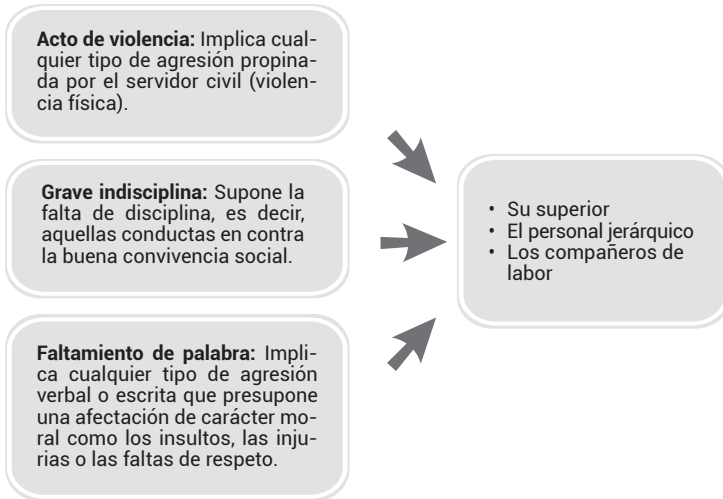 Acto de violencia: Implica cual-
quier tipo de agresión propina-
da por el servidor civil (violen-
cia física).
Grave indisciplina: Supone la
falta de disciplina, es decir,
aquellas conductas en contra
la buena convivencia social.
Faltamiento de palabra: Impli-
ca cualquier tipo de agresión
verbal o escrita que presupone
una afectación de carácter mo-
ral como los insultos, las inju-
rias o las faltas de respeto.
• Su superior
• El personal jerárquico
• Los compañeros de
labor